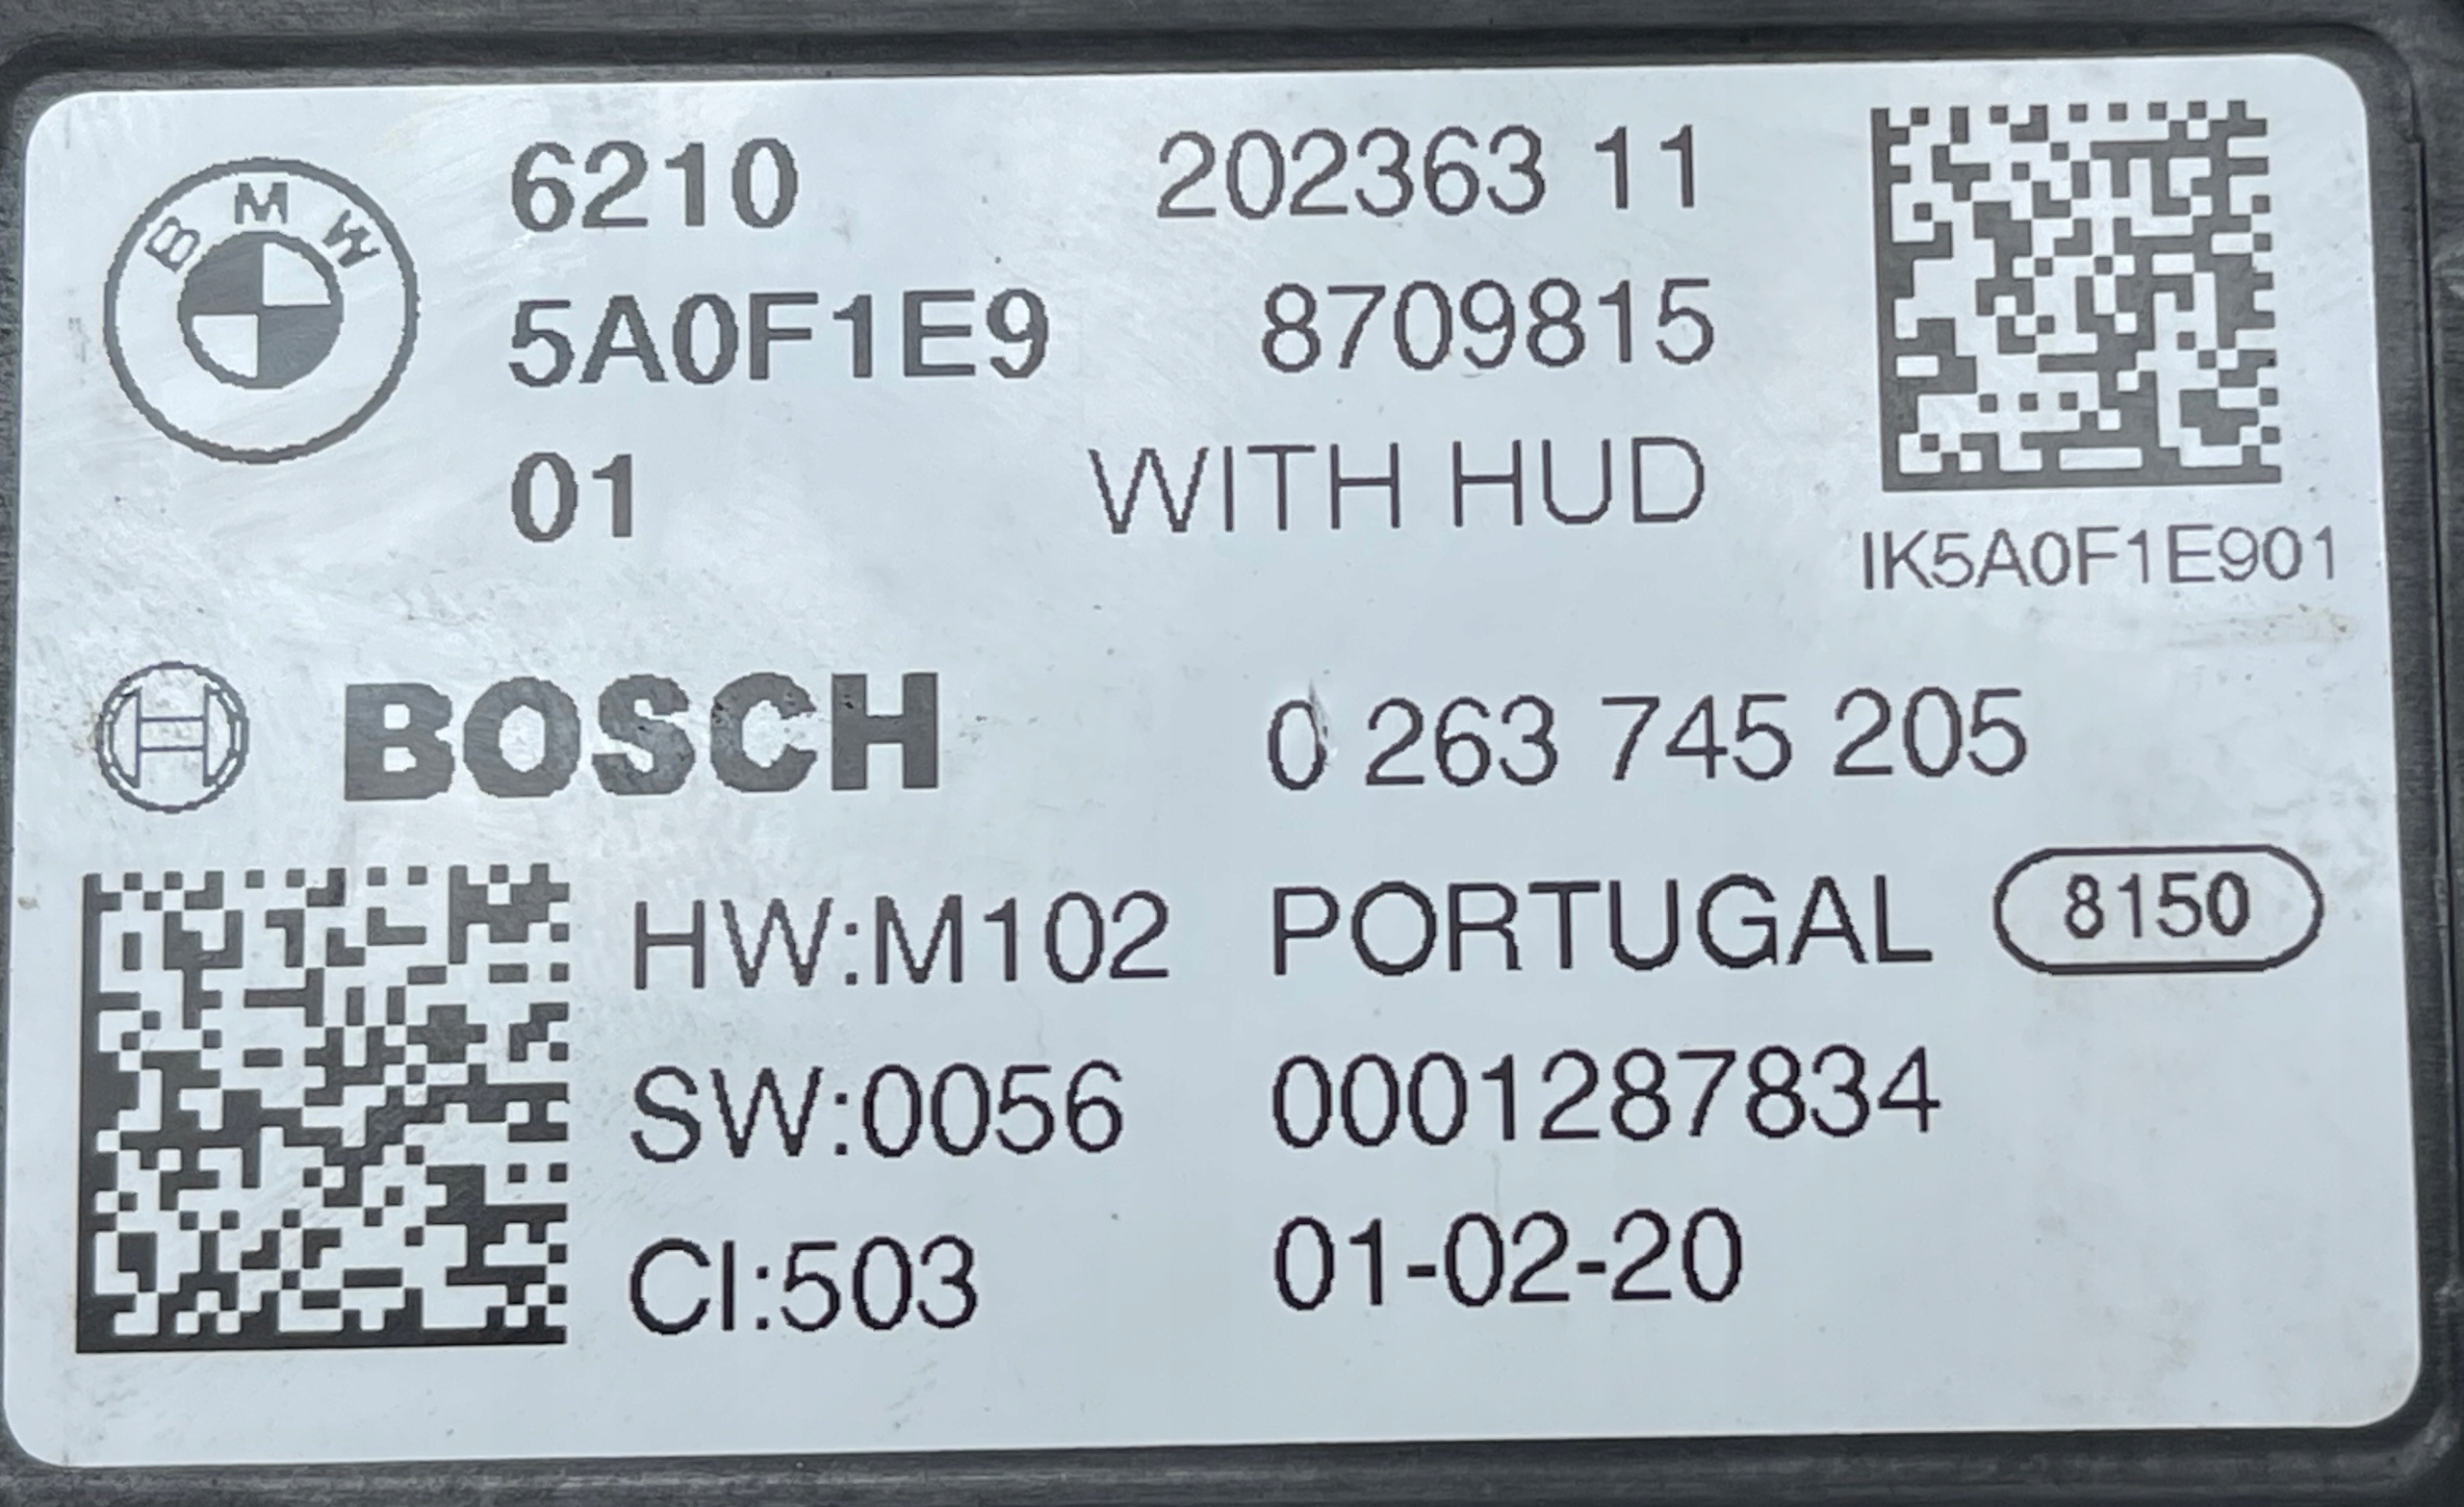 BMW
6210 202363 11
5A0F1E9 8709815
01 WITH HUD
IK5A0F1E901
BOSCH 0 263 745 205
HW:M102 PORTUGAL 8150
SW:0056 0001287834
CI:503 01-02-20